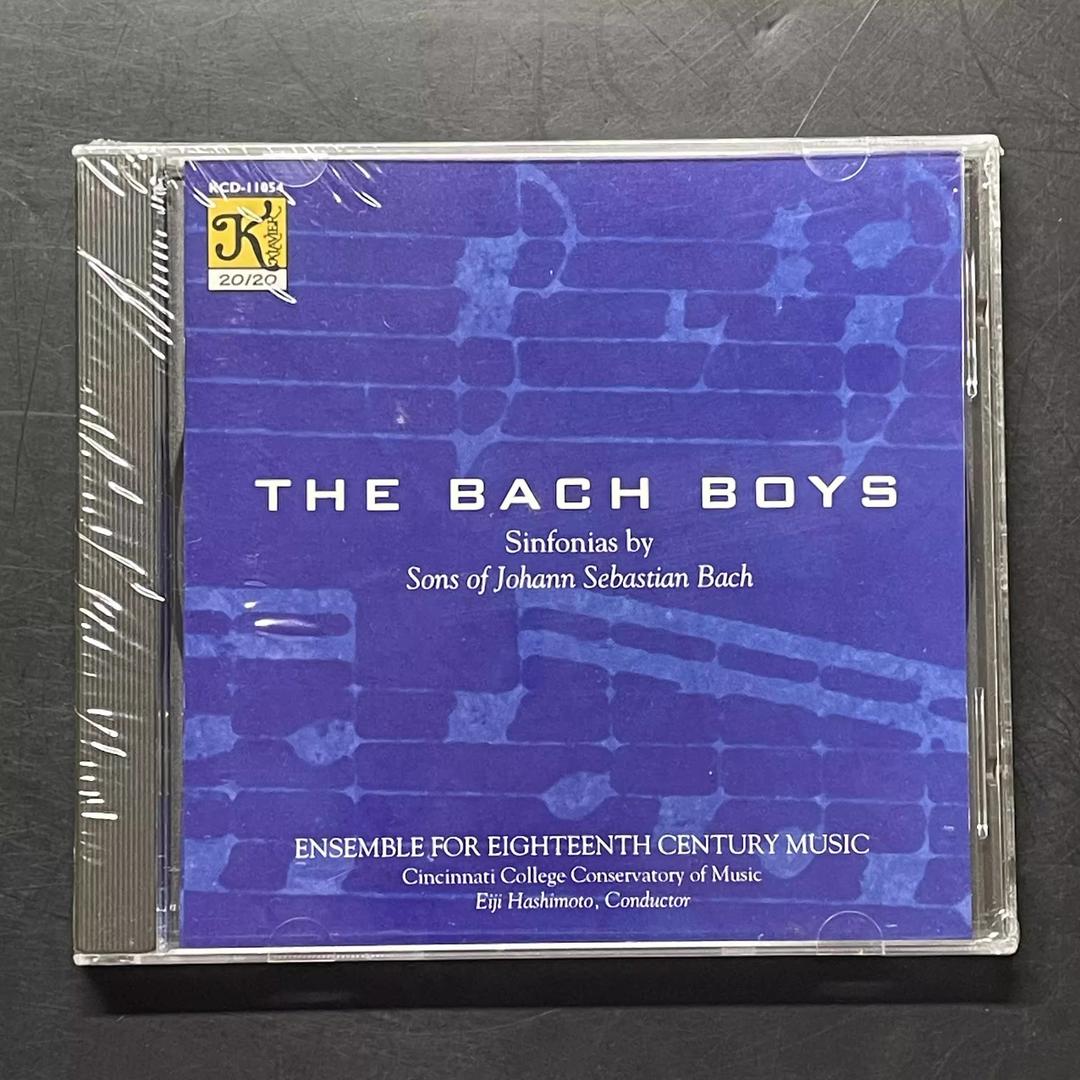 KCD-11054
K
KLAVIER
20/20
THE BACH BOYS
Sinfonias by
Sons of Johann Sebastian Bach
ENSEMBLE FOR EIGHTEENTH CENTURY MUSIC
Cincinnati College Conservatory of Music
Eiji Hashimoto, Conductor